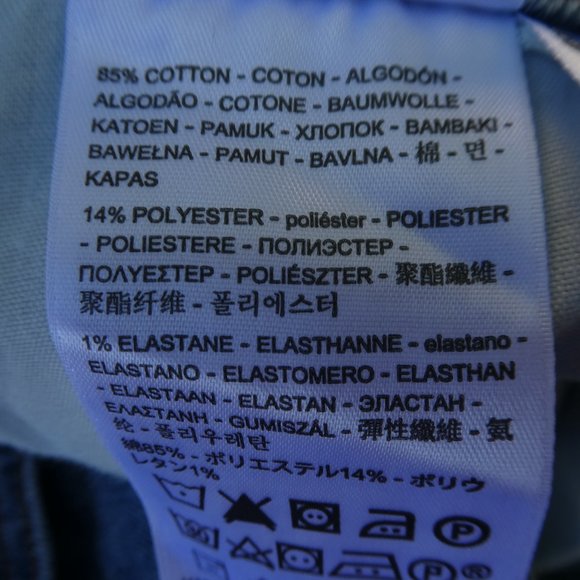 85% COTTON - COTON - ALGODÓN -
ALGODÃO - COTONE - BAUMWOLLE -
KATOEN - PAMUK - ХЛОПОК - BAMBAKI -
BAWEŁNA - PAMUT - BAVLNA - 棉 - 면 -
KAPAS
14% POLYESTER - poliéster - POLIESTER
- POLIESTERE - ПОЛИЭСТЕР -
ΠΟΛΥΕΣΤΕΡ - POLIÉSZTER - 聚酯纖維 -
聚酯纤维 - 폴리에스터
1% ELASTANE - ELASTHANNE - elastano -
ELASTANO - ELASTOMERO - ELASTHAN
- ELASTAAN - ELASTAN - ЭЛАСТАН -
ΕΛΑΣΤΑΝΗ - GUMISZÁL - 彈性纖維 - 氨
纶 - 폴리우레탄
綿85% - ポリエステル14% - ポリウ
レタン1%
P